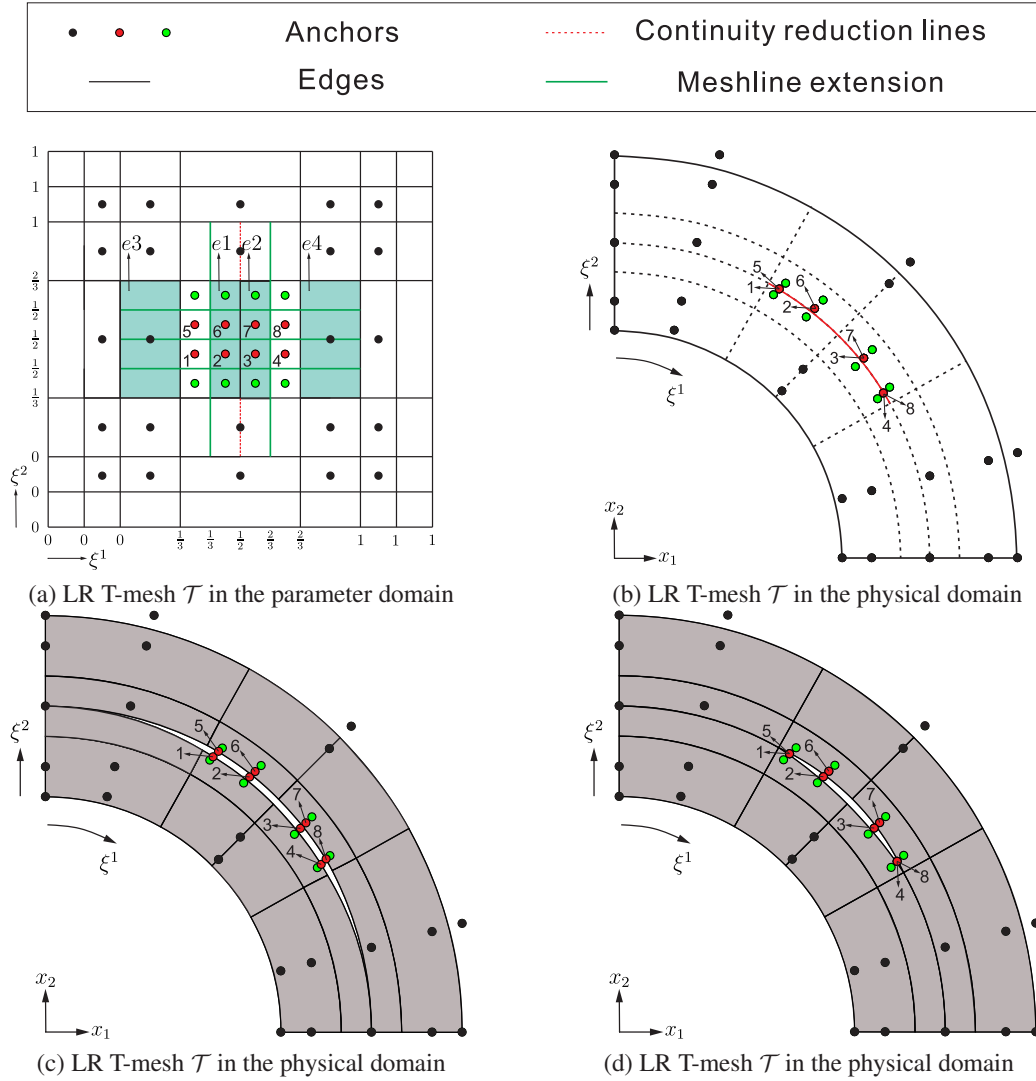 Anchors
Continuity reduction lines
Edges
Meshline extension
1
1
1
2/3
1/2
1/2
1/2
1/3
0
0
0
e3
e1
e2
e4
5
6
7
8
1
2
3
4
ξ²
0
0
0
1/3
1/3
1/2
2/3
2/3
1
1
1
ξ¹
(a) LR T-mesh 𝒯 in the parameter domain
ξ²
5
6
1
2
7
3
8
4
ξ¹
x₂
x₁
(b) LR T-mesh 𝒯 in the physical domain
ξ²
5
6
1
2
7
3
8
4
ξ¹
x₂
x₁
(c) LR T-mesh 𝒯 in the physical domain
ξ²
5
6
1
2
7
3
8
4
ξ¹
x₂
x₁
(d) LR T-mesh 𝒯 in the physical domain